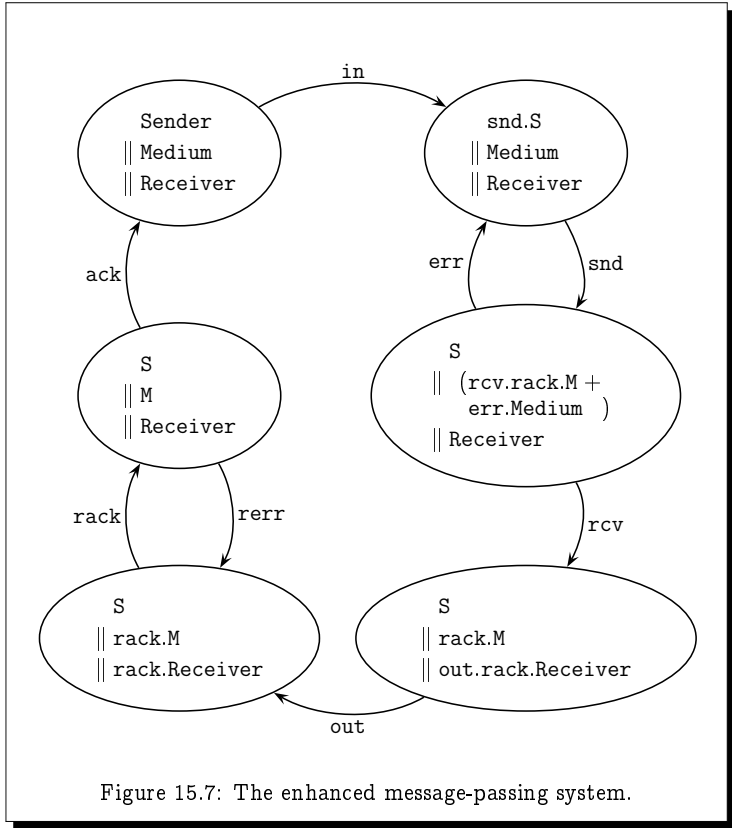 in
Sender
|| Medium
|| Receiver
snd.S
|| Medium
|| Receiver
ack
err
snd
S
|| M
|| Receiver
S
|| (rcv.rack.M +
err.Medium )
|| Receiver
rack
rerr
rcv
S
|| rack.M
|| rack.Receiver
S
|| rack.M
|| out.rack.Receiver
out
Figure 15.7: The enhanced message-passing system.